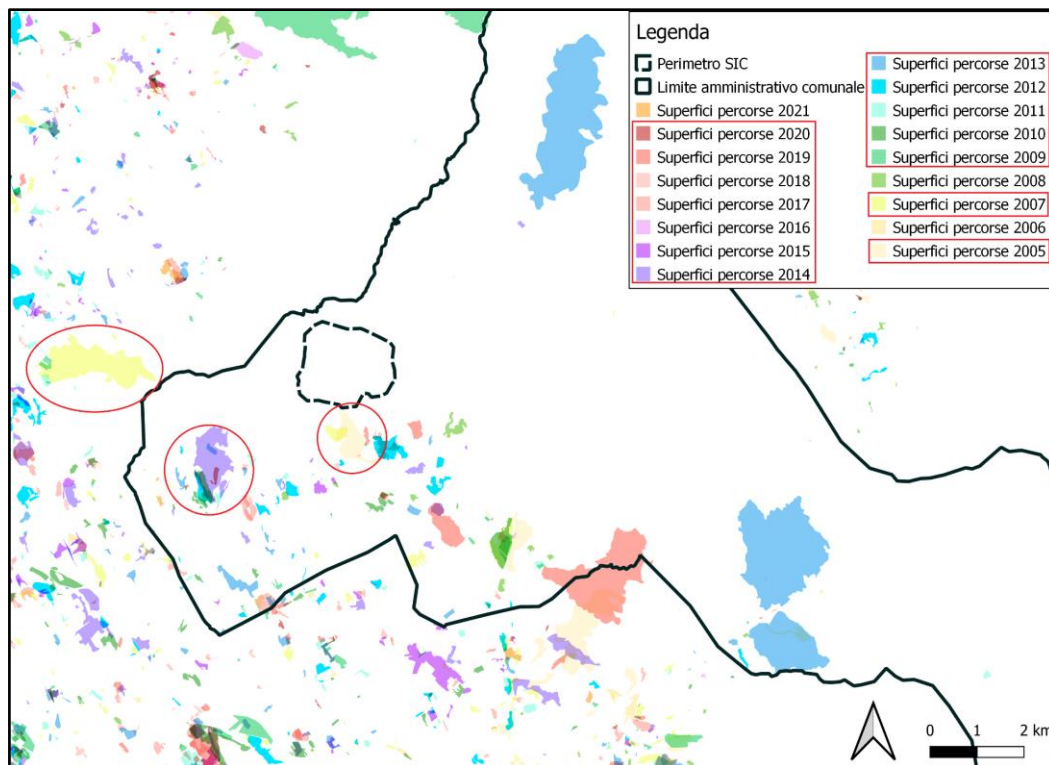 Legenda
Perimetro SIC
Limite amministrativo comunale
Superfici percorse 2021
Superfici percorse 2020
Superfici percorse 2019
Superfici percorse 2018
Superfici percorse 2017
Superfici percorse 2016
Superfici percorse 2015
Superfici percorse 2014
Superfici percorse 2013
Superfici percorse 2012
Superfici percorse 2011
Superfici percorse 2010
Superfici percorse 2009
Superfici percorse 2008
Superfici percorse 2007
Superfici percorse 2006
Superfici percorse 2005
0 1 2 km